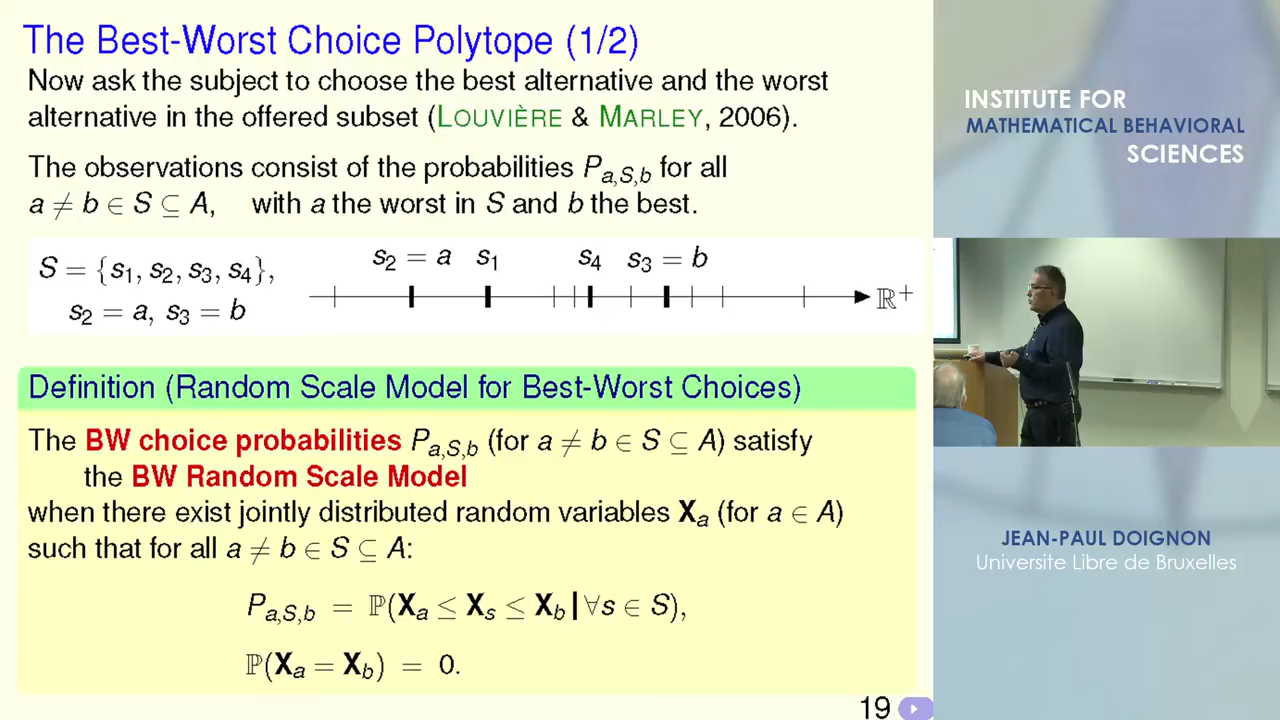 The Best-Worst Choice Polytope (1/2)
Now ask the subject to choose the best alternative and the worst
alternative in the offered subset (LOUVIÈRE & MARLEY, 2006).
The observations consist of the probabilities P_{a,S,b} for all
a ≠ b ∈ S ⊆ A, with a the worst in S and b the best.
S = {s₁, s₂, s₃, s₄},
s₂ = a, s₃ = b
s₂ = a s₁ s₄ s₃ = b
ℝ⁺
Definition (Random Scale Model for Best-Worst Choices)
The BW choice probabilities P_{a,S,b} (for a ≠ b ∈ S ⊆ A) satisfy
the BW Random Scale Model
when there exist jointly distributed random variables X_a (for a ∈ A)
such that for all a ≠ b ∈ S ⊆ A:
P_{a,S,b} = ℙ(X_a ≤ X_s ≤ X_b | ∀s ∈ S),
ℙ(X_a = X_b) = 0.
19
INSTITUTE FOR
MATHEMATICAL BEHAVIORAL
SCIENCES
JEAN-PAUL DOIGNON
Universite Libre de Bruxelles